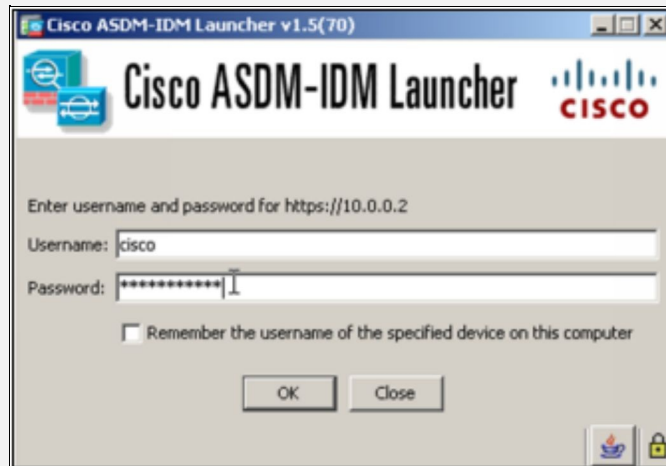 Cisco ASDM-IDM Launcher v1.5(70)
Cisco ASDM-IDM Launcher
CISCO
Enter username and password for https://10.0.0.2
Username: cisco
Password: ***********
Remember the username of the specified device on this computer
OK Close